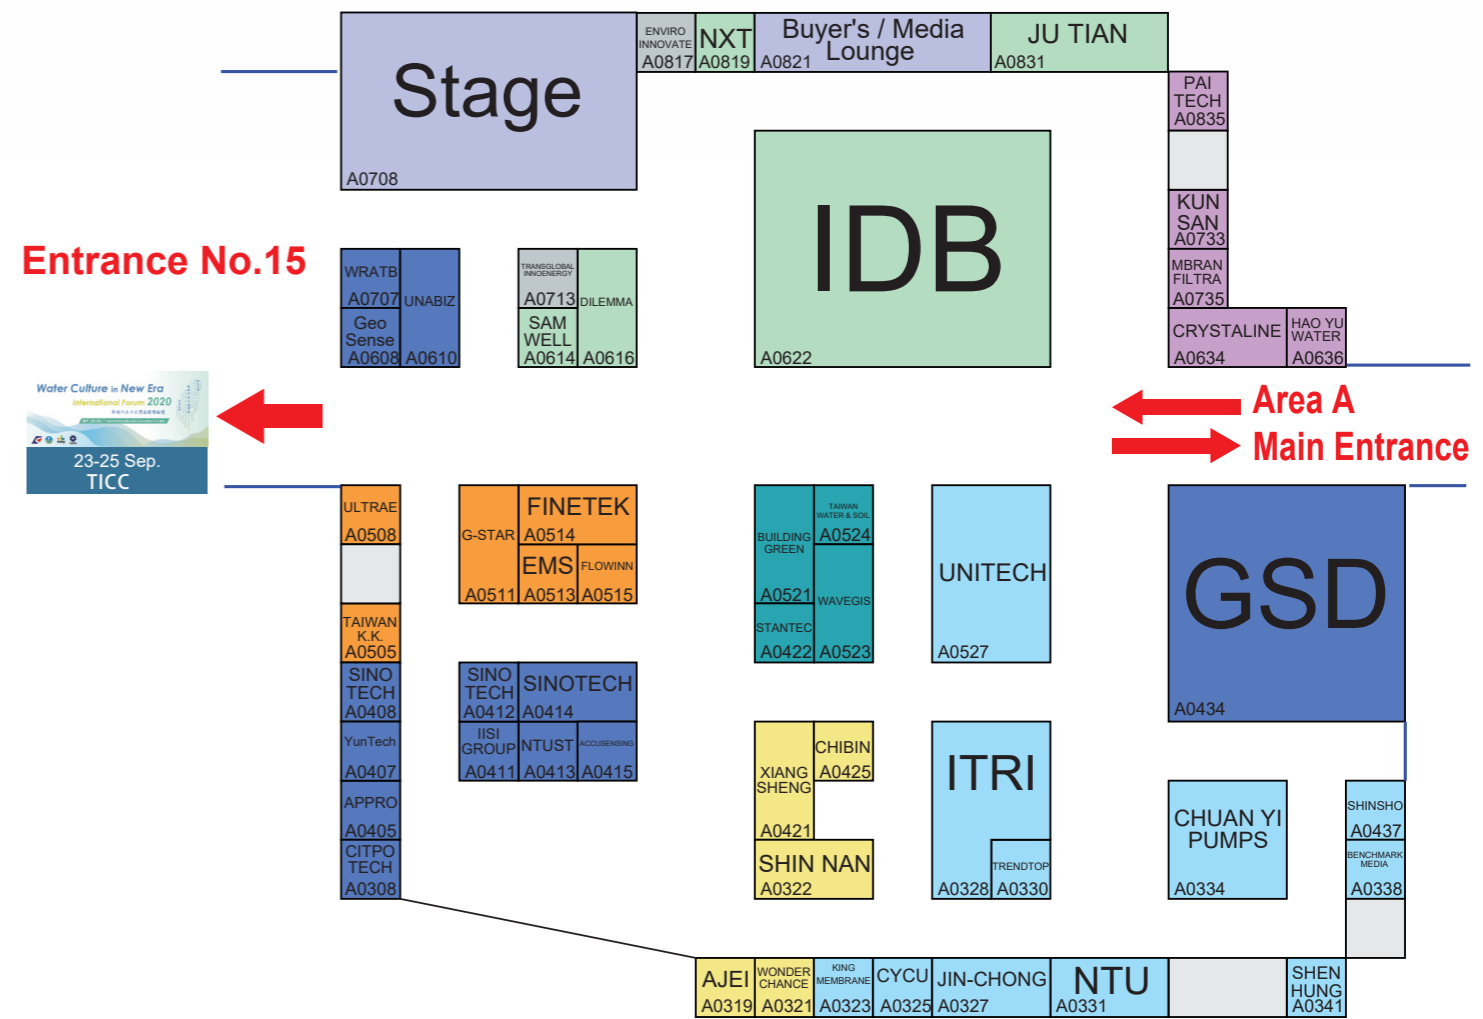 Stage
A0708
ENVIRO
INNOVATE
A0817
NXT
A0819
Buyer's / Media
Lounge
A0821
JU TIAN
A0831
PAI
TECH
A0835
IDB
A0622
KUN
SAN
A0733
MBRAN
FILTRA
A0735
CRYSTALINE
A0634
HAO YU
WATER
A0636
Entrance No.15
WRATB
A0707
UNABIZ
A0610
Geo
Sense
A0608
TRANSGLOBAL
INNOENERGY
A0713
DILEMMA
A0616
SAM
WELL
A0614
Area A
Main Entrance
Water Culture in New Era
International Forum 2020
23-25 Sep.
TICC
ULTRAE
A0508
TAIWAN
K.K.
A0505
SINO
TECH
A0408
YunTech
A0407
APPRO
A0405
CITPO
TECH
A0308
G-STAR
A0511
FINETEK
A0514
EMS
A0513
FLOWINN
A0515
SINO
TECH
A0412
SINOTECH
A0414
IISI
GROUP
A0411
NTUST
A0413
ACCUSENSING
A0415
BUILDING
GREEN
A0521
TAIWAN
WATER & SOIL
A0524
WAVEGIS
A0523
STANTEC
A0422
UNITECH
A0527
GSD
A0434
XIANG
SHENG
A0421
CHIBIN
A0425
SHIN NAN
A0322
ITRI
A0328
TRENDTOP
A0330
CHUAN YI
PUMPS
A0334
SHINSHO
A0437
BENCHMARK
MEDIA
A0338
AJEI
A0319
WONDER
CHANCE
A0321
KING
MEMBRANE
A0323
CYCU
A0325
JIN-CHONG
A0327
NTU
A0331
SHEN
HUNG
A0341